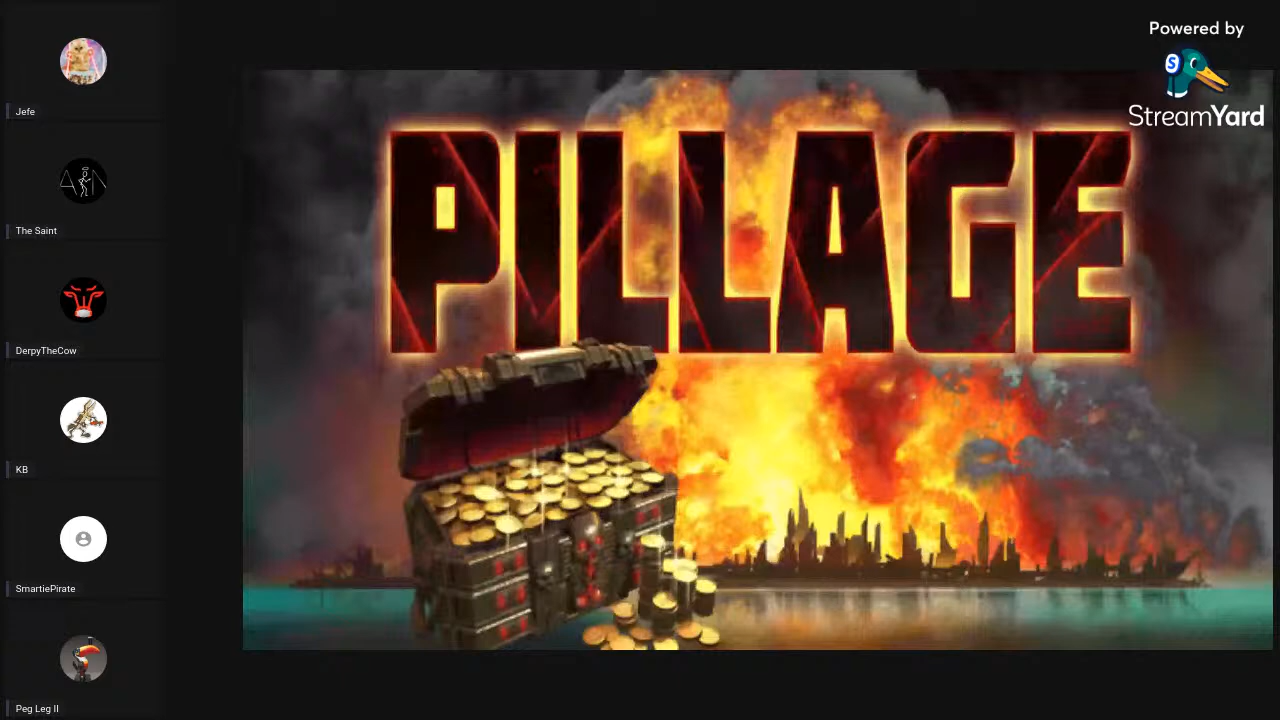 Powered by
S
StreamYard
PILLAGE
Jefe
The Saint
DerpyTheCow
KB
SmartiePirate
Peg Leg II